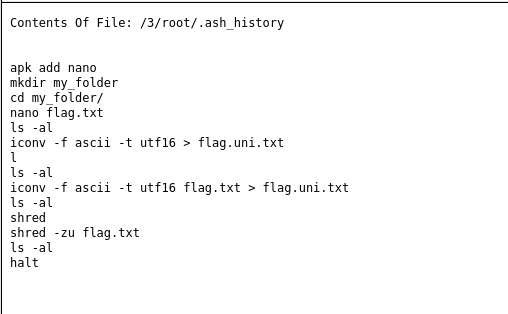 Contents Of File: /3/root/.ash_history
apk add nano
mkdir my_folder
cd my_folder/
nano flag.txt
ls -al
iconv -f ascii -t utf16 > flag.uni.txt
l
ls -al
iconv -f ascii -t utf16 flag.txt > flag.uni.txt
ls -al
shred
shred -zu flag.txt
ls -al
halt